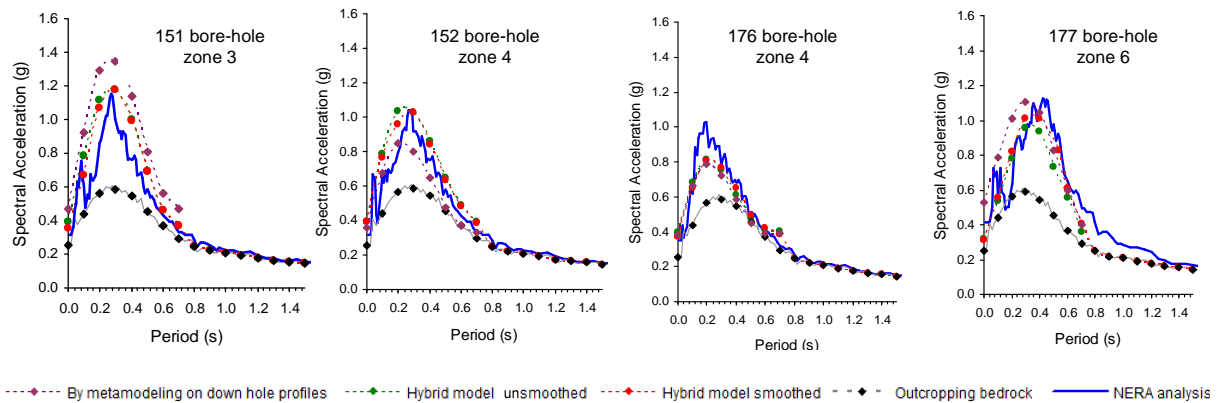 151 bore-hole
zone 3
Spectral Acceleration (g)
1.6
1.4
1.2
1.0
0.8
0.6
0.4
0.2
0.0
0.0 0.2 0.4 0.6 0.8 1.0 1.2 1.4
Period (s)
152 bore-hole
zone 4
Spectral Acceleration (g)
1.6
1.4
1.2
1.0
0.8
0.6
0.4
0.2
0.0
0.0 0.2 0.4 0.6 0.8 1.0 1.2 1.4
Period (s)
176 bore-hole
zone 4
Spectral Acceleration (g)
1.6
1.4
1.2
1.0
0.8
0.6
0.4
0.2
0.0
0.0 0.2 0.4 0.6 0.8 1.0 1.2 1.4
Period (s)
177 bore-hole
zone 6
Spectral Acceleration (g)
1.6
1.4
1.2
1.0
0.8
0.6
0.4
0.2
0.0
0.0 0.2 0.4 0.6 0.8 1.0 1.2 1.4
Period (s)
By metamodeling on down hole profiles Hybrid model unsmoothed Hybrid model smoothed Outcropping bedrock NERA analysis